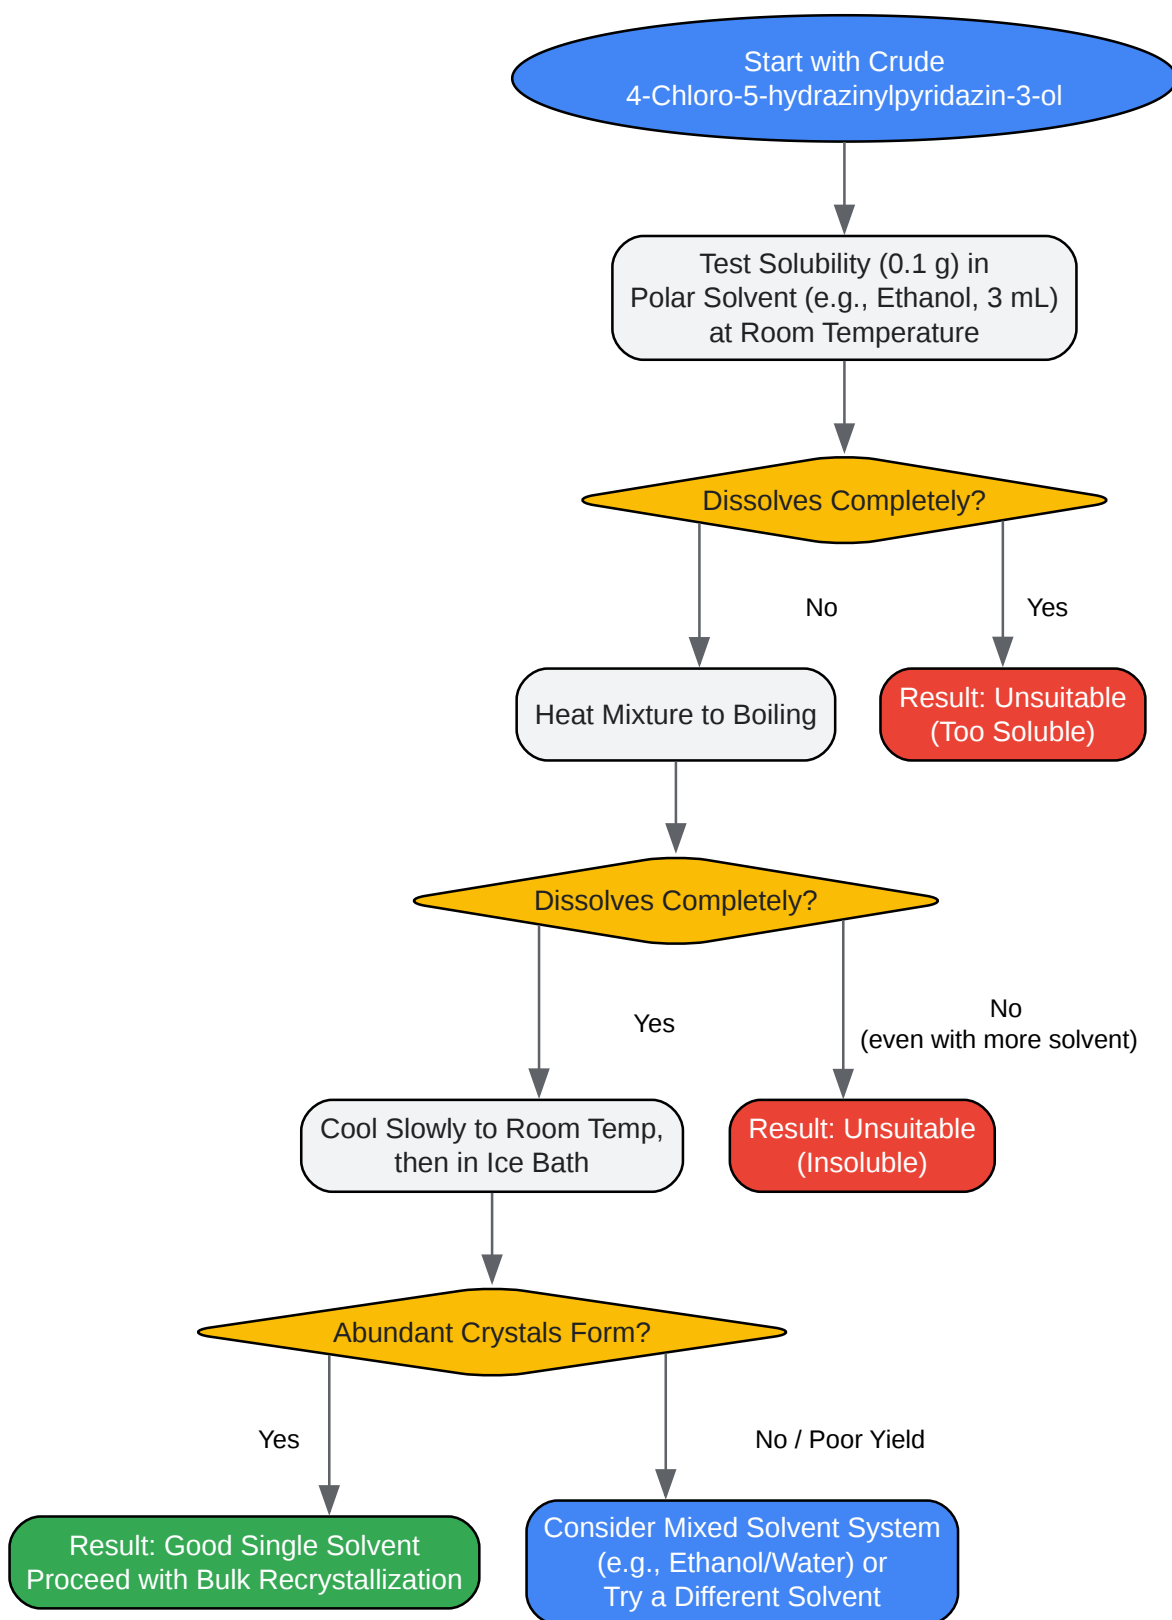 Start with Crude
4-Chloro-5-hydrazinylpyridazin-3-ol
Test Solubility (0.1 g) in
Polar Solvent (e.g., Ethanol, 3 mL)
at Room Temperature
Dissolves Completely?
No
Yes
Heat Mixture to Boiling
Result: Unsuitable
(Too Soluble)
Dissolves Completely?
Yes
No
(even with more solvent)
Cool Slowly to Room Temp,
then in Ice Bath
Result: Unsuitable
(Insoluble)
Abundant Crystals Form?
Yes
No / Poor Yield
Result: Good Single Solvent
Proceed with Bulk Recrystallization
Consider Mixed Solvent System
(e.g., Ethanol/Water) or
Try a Different Solvent